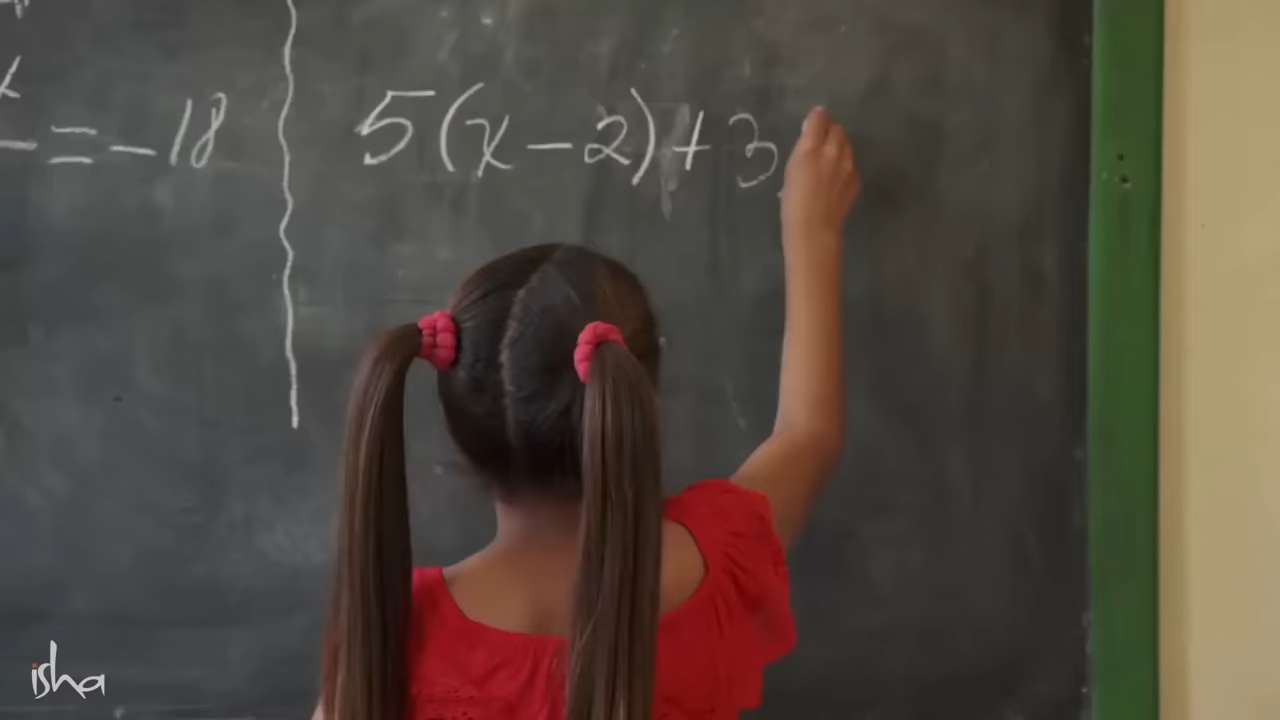 = -18
5(x-2)+3
isha